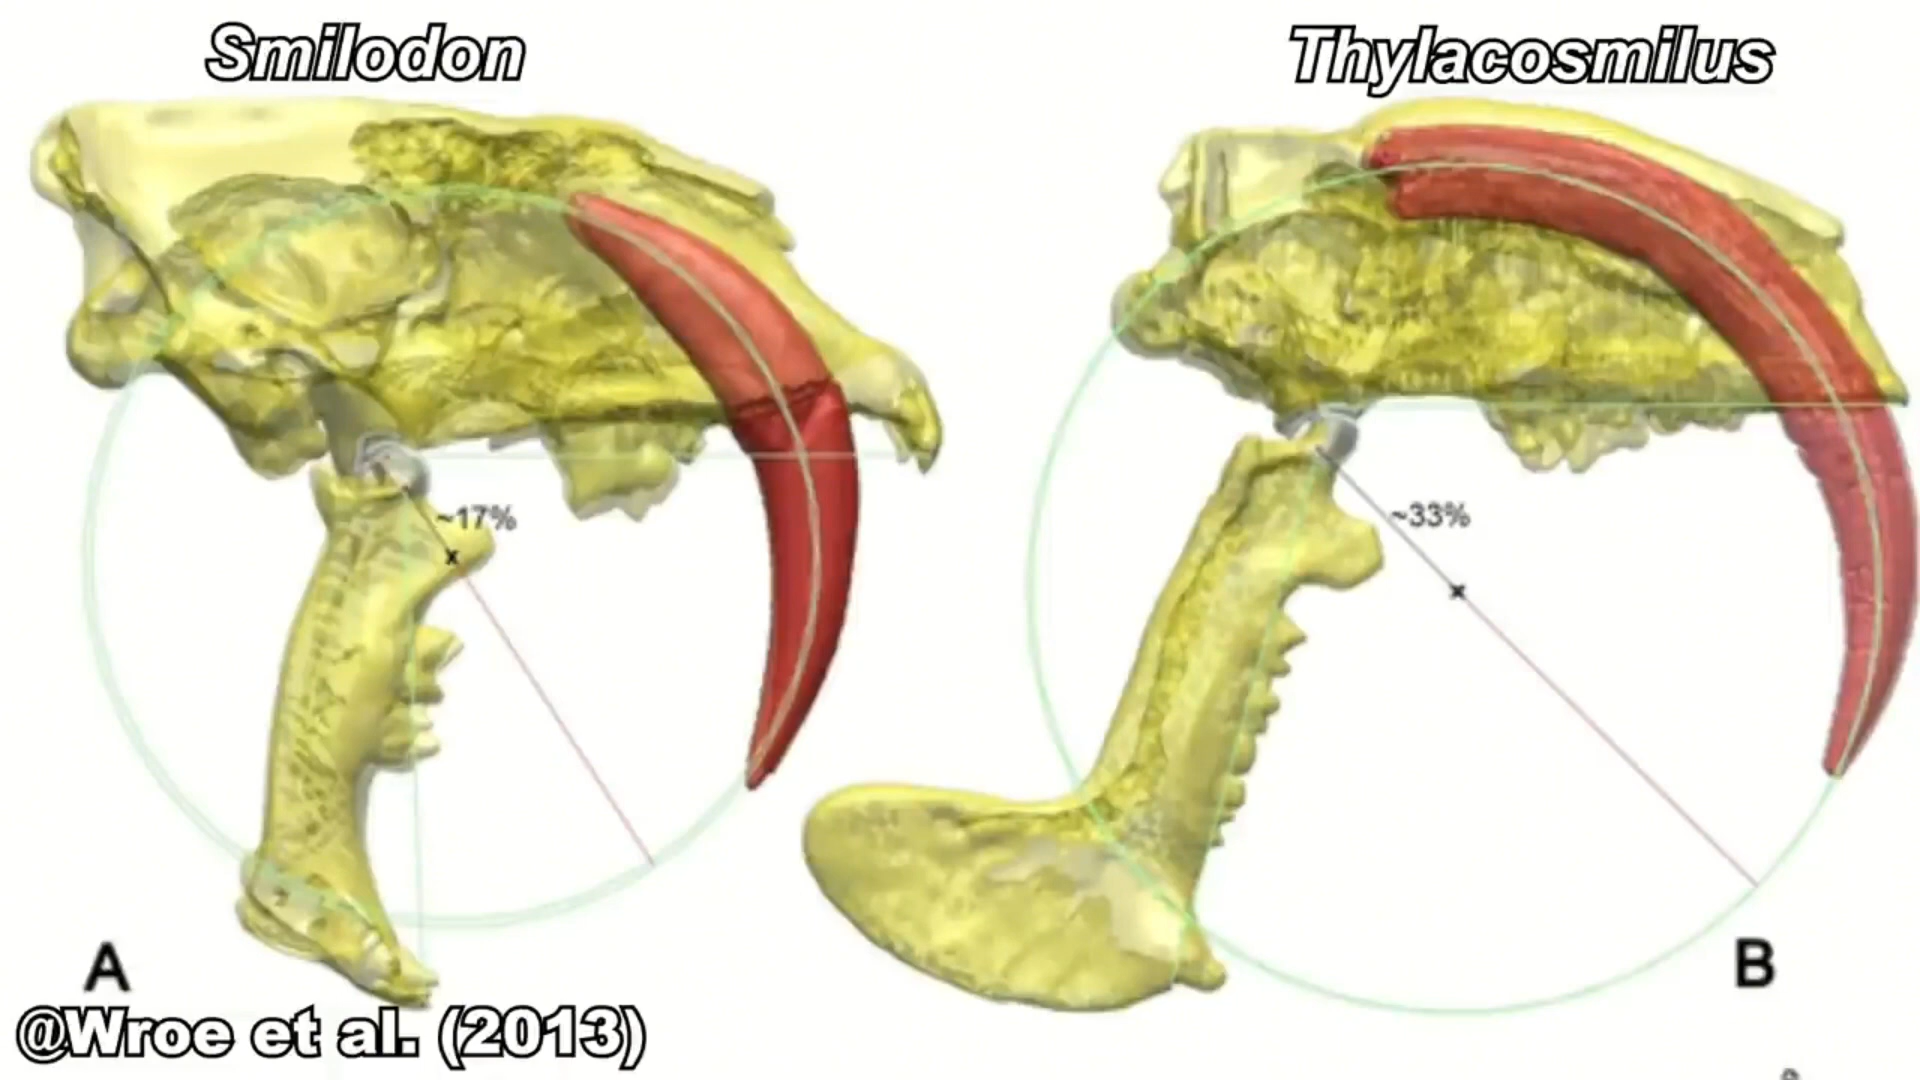 Smilodon
Thylacosmilus
~17%
x
~33%
x
A
B
@Wroe et al. (2013)